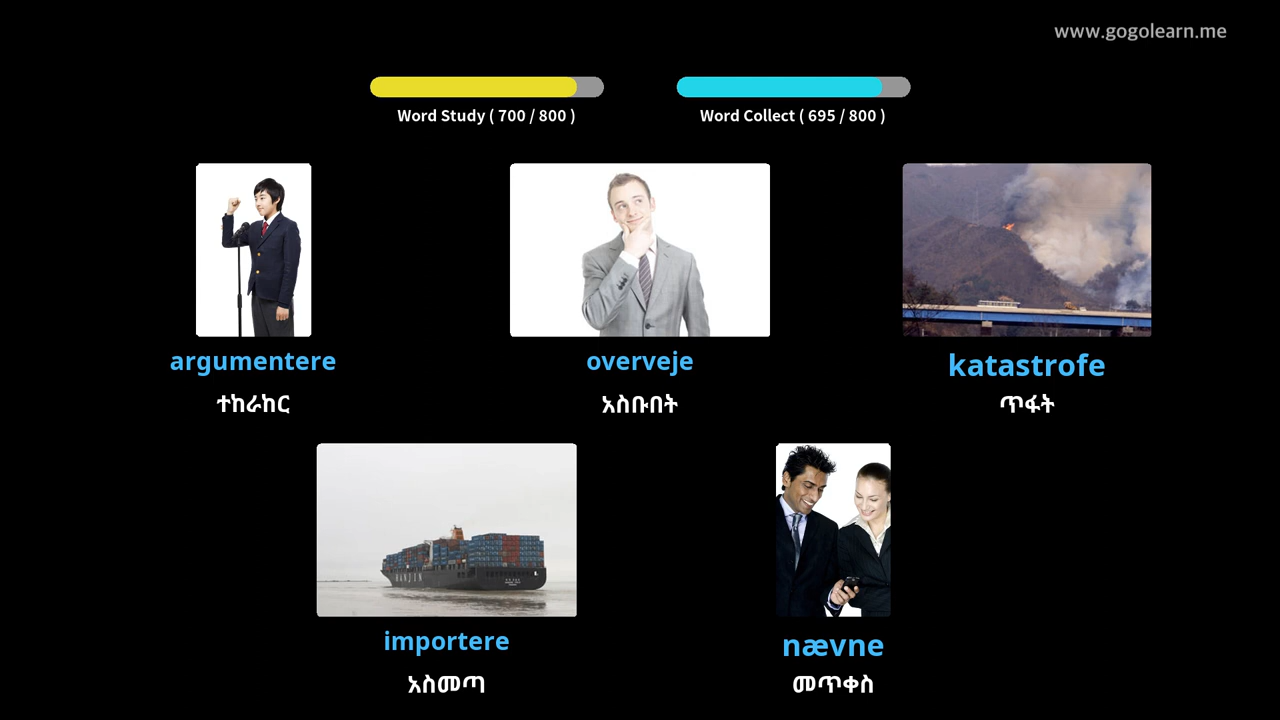 www.gogolearn.me
Word Study ( 700 / 800 )
Word Collect ( 695 / 800 )
argumentere
overveje
katastrofe
ተከራከር
አስቡበት
ጥፋት
HANJIN
importere
nævne
አስመጣ
መጥቀስ